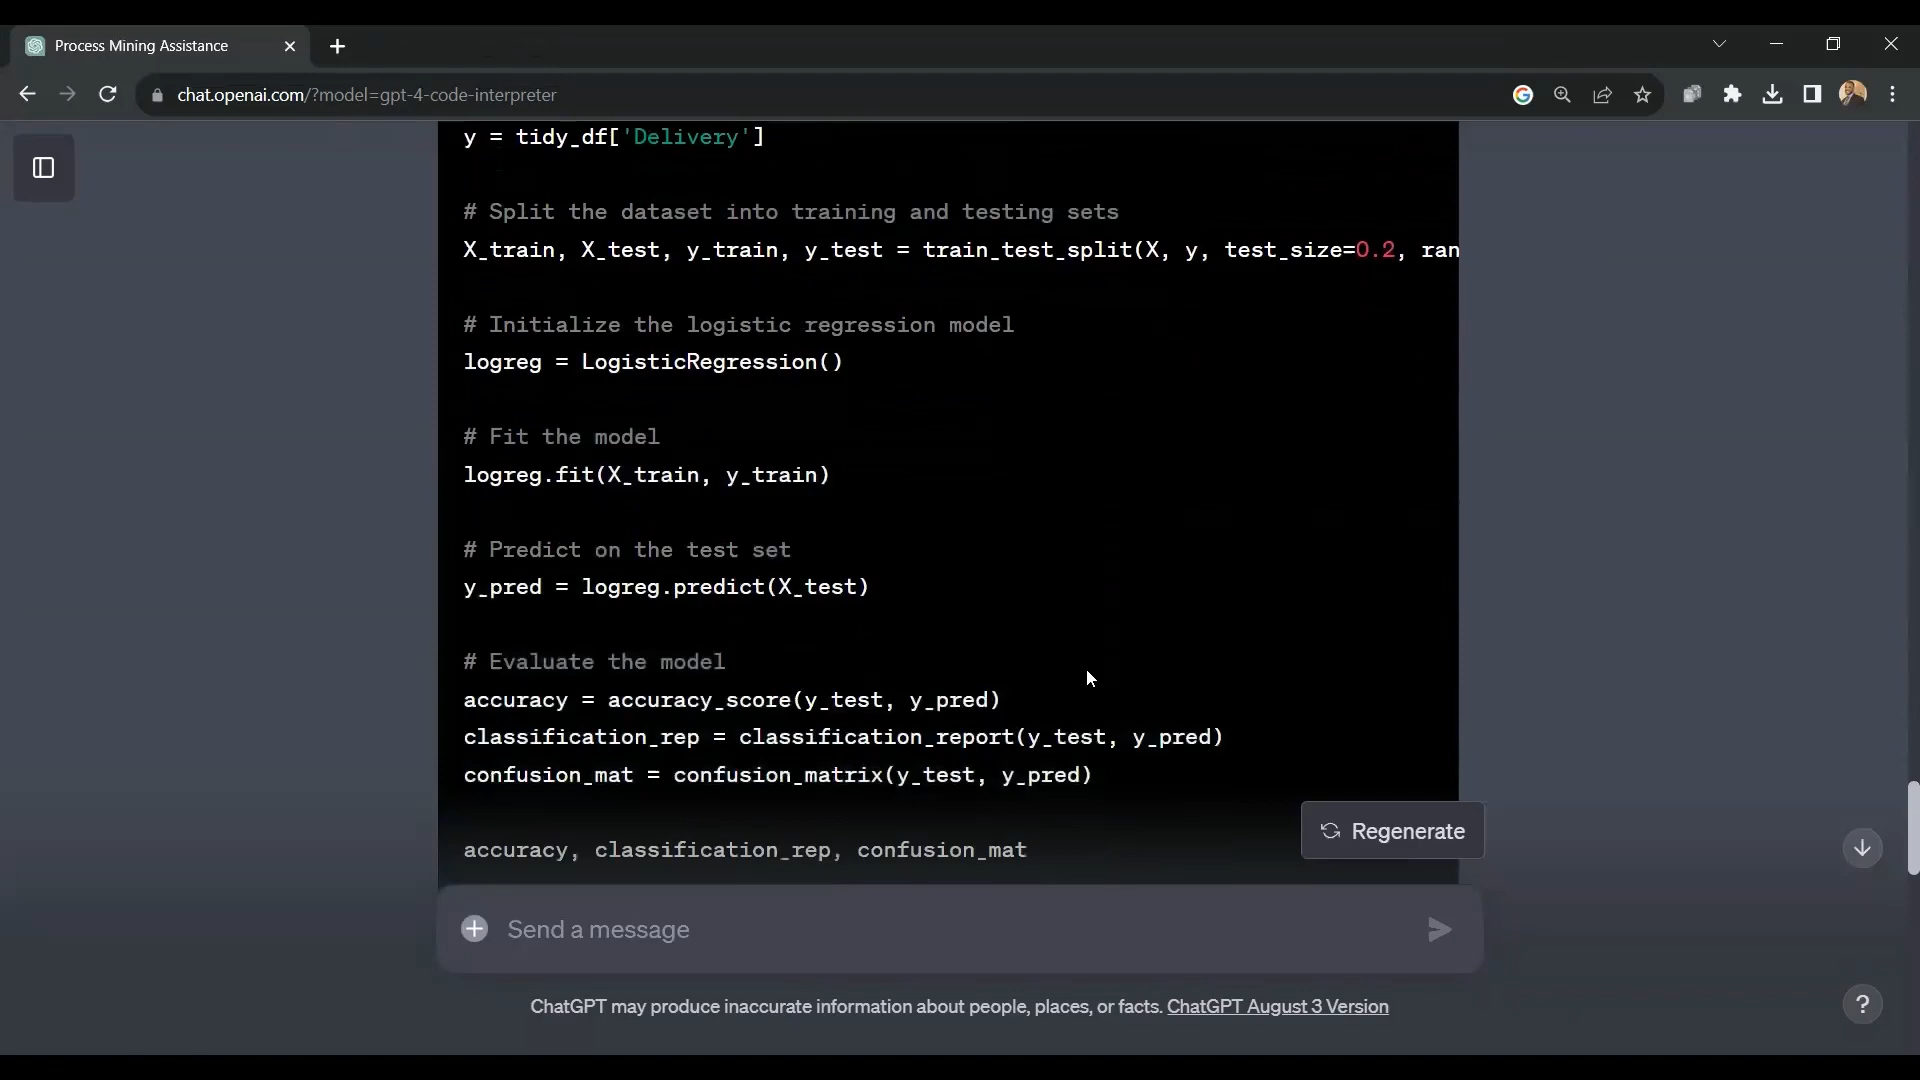 Process Mining Assistance
chat.openai.com/?model=gpt-4-code-interpreter
y = tidy_df['Delivery']
# Split the dataset into training and testing sets
X_train, X_test, y_train, y_test = train_test_split(X, y, test_size=0.2, ran
# Initialize the logistic regression model
logreg = LogisticRegression()
# Fit the model
logreg.fit(X_train, y_train)
# Predict on the test set
y_pred = logreg.predict(X_test)
# Evaluate the model
accuracy = accuracy_score(y_test, y_pred)
classification_rep = classification_report(y_test, y_pred)
confusion_mat = confusion_matrix(y_test, y_pred)
Regenerate
accuracy, classification_rep, confusion_mat
Send a message
ChatGPT may produce inaccurate information about people, places, or facts. ChatGPT August 3 Version
?